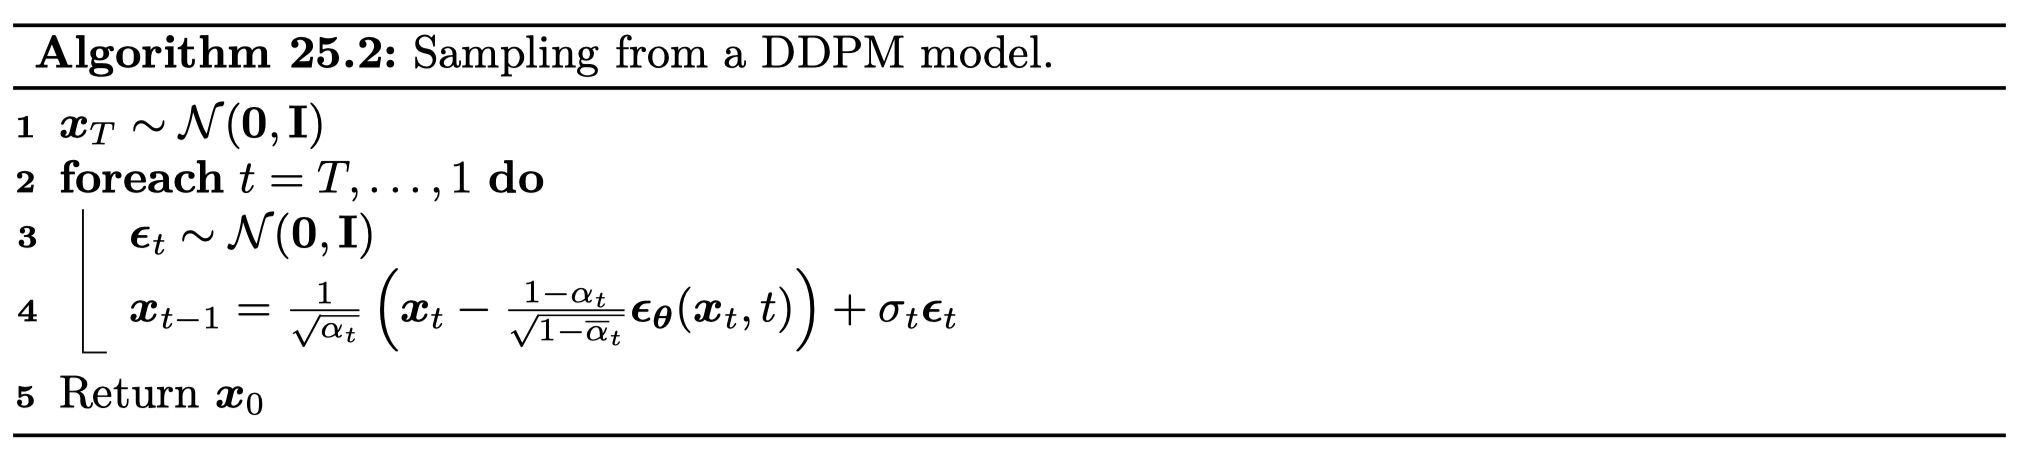 Algorithm 25.2: Sampling from a DDPM model.
1 $\boldsymbol{x}_T \sim \mathcal{N}(\mathbf{0}, \mathbf{I})$
2 foreach $t = T, \ldots, 1$ do
3 $\boldsymbol{\epsilon}_t \sim \mathcal{N}(\mathbf{0}, \mathbf{I})$
4 $\boldsymbol{x}_{t-1} = \frac{1}{\sqrt{\alpha_t}} \left( \boldsymbol{x}_t - \frac{1-\alpha_t}{\sqrt{1-\overline{\alpha}_t}} \boldsymbol{\epsilon}_{\boldsymbol{\theta}}(\boldsymbol{x}_t, t) \right) + \sigma_t \boldsymbol{\epsilon}_t$
5 Return $\boldsymbol{x}_0$